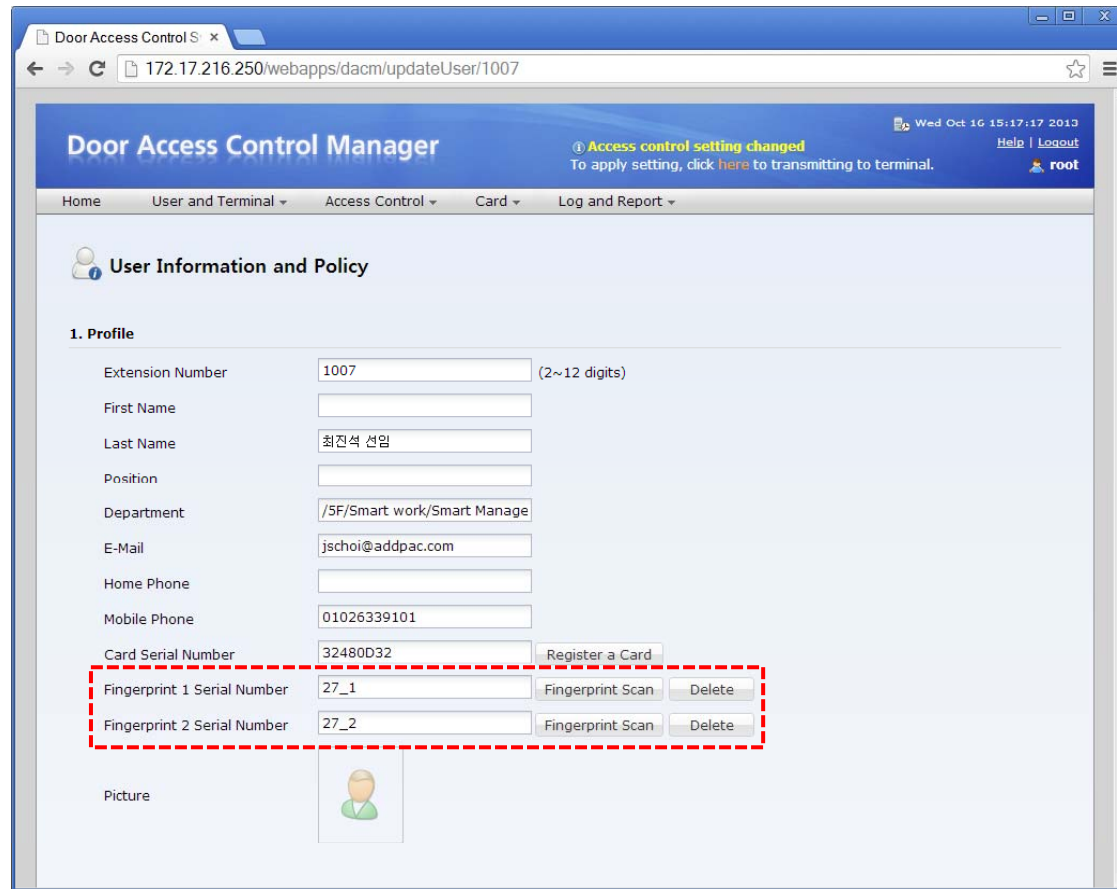 Door Access Control S
172.17.216.250/webapps/dacm/updateUser/1007
Wed Oct 16 15:17:17 2013
Door Access Control Manager
Access control setting changed
Help | Logout
To apply setting, click here to transmitting to terminal.
root
Home User and Terminal Access Control Card Log and Report
User Information and Policy
1. Profile
Extension Number 1007 (2~12 digits)
First Name
Last Name 최진석 선임
Position
Department /5F/Smart work/Smart Manage
E-Mail jschoi@addpac.com
Home Phone
Mobile Phone 01026339101
Card Serial Number 32480D32 Register a Card
Fingerprint 1 Serial Number 27_1 Fingerprint Scan Delete
Fingerprint 2 Serial Number 27_2 Fingerprint Scan Delete
Picture